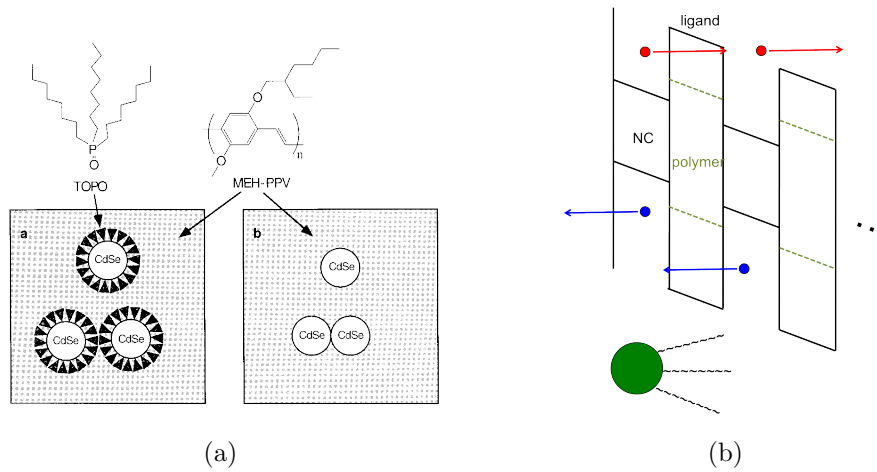 P
O
TOPO
O
O
n
MEH-PPV
a
CdSe
CdSe
CdSe
b
CdSe
CdSe
CdSe
(a)
ligand
NC
polymer
(b)